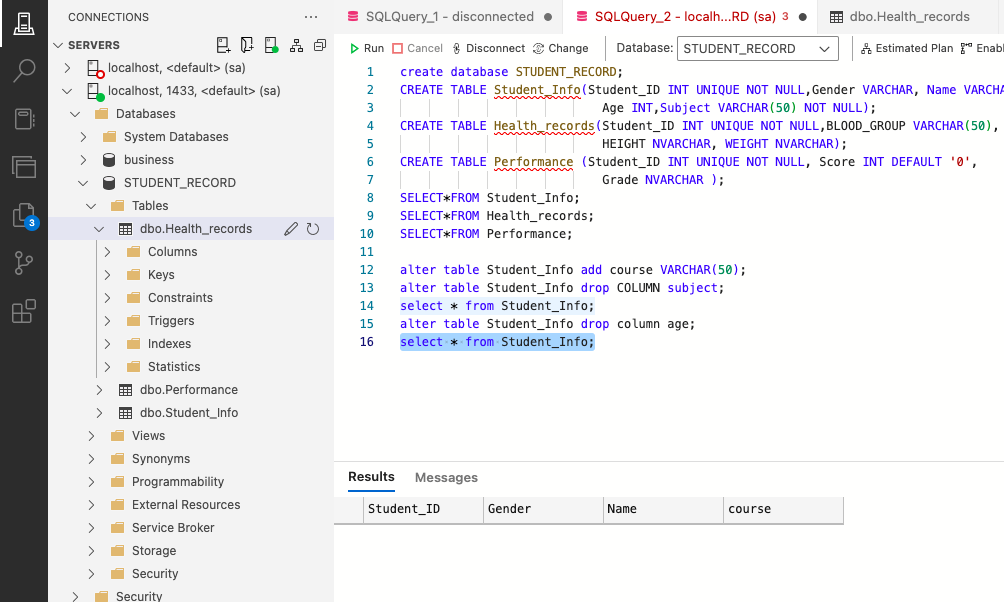 CONNECTIONS
SQLQuery_1 - disconnected
SQLQuery_2 - localh...RD (sa) 3
dbo.Health_records
SERVERS
Run Cancel Disconnect Change Database: STUDENT_RECORD Estimated Plan
localhost, <default> (sa)
localhost, 1433, <default> (sa)
Databases
System Databases
business
STUDENT_RECORD
Tables
dbo.Health_records
Columns
Keys
Constraints
Triggers
Indexes
Statistics
dbo.Performance
dbo.Student_Info
Views
Synonyms
Programmability
External Resources
Service Broker
Storage
Security
Security
3
1 create database STUDENT_RECORD;
2 CREATE TABLE Student_Info(Student_ID INT UNIQUE NOT NULL,Gender VARCHAR, Name VARCHA
3 Age INT,Subject VARCHAR(50) NOT NULL);
4 CREATE TABLE Health_records(Student_ID INT UNIQUE NOT NULL,BLOOD_GROUP VARCHAR(50),
5 HEIGHT NVARCHAR, WEIGHT NVARCHAR);
6 CREATE TABLE Performance (Student_ID INT UNIQUE NOT NULL, Score INT DEFAULT '0',
7 Grade NVARCHAR );
8 SELECT*FROM Student_Info;
9 SELECT*FROM Health_records;
10 SELECT*FROM Performance;
11
12 alter table Student_Info add course VARCHAR(50);
13 alter table Student_Info drop COLUMN subject;
14 select * from Student_Info;
15 alter table Student_Info drop column age;
16 select * from Student_Info;
Results Messages
Student_ID Gender Name course